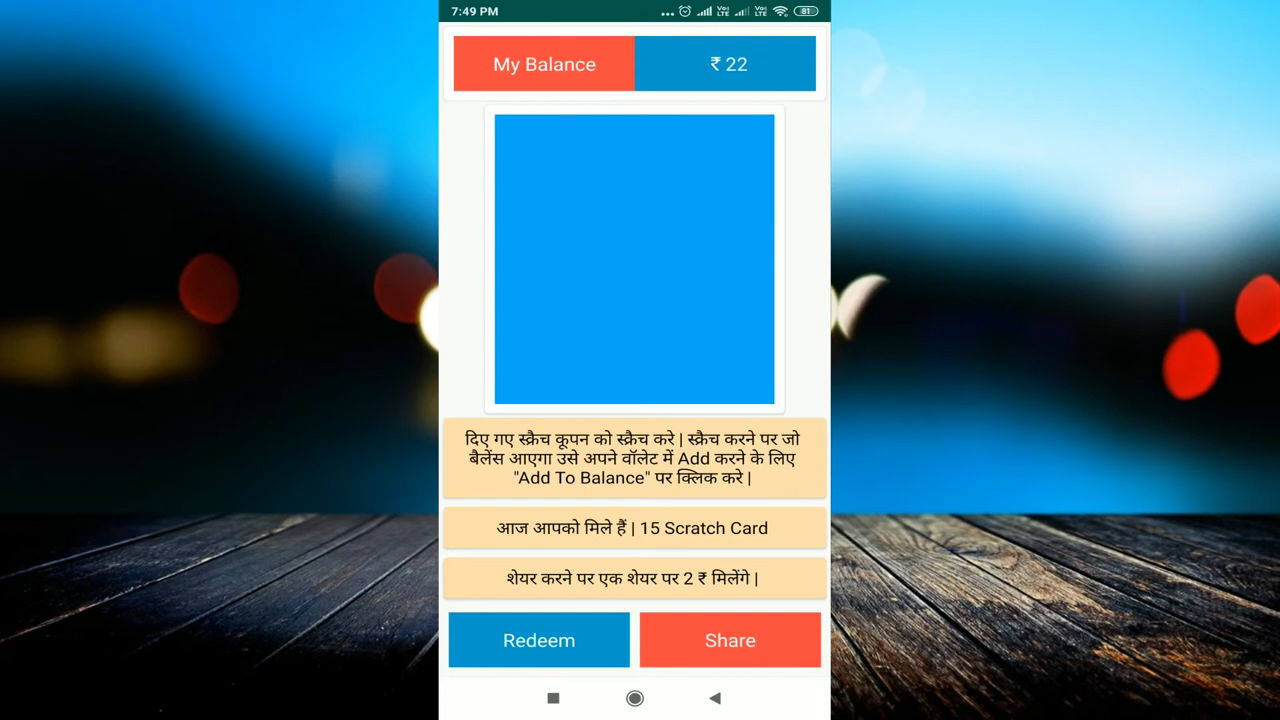 7:49 PM
81
My Balance
₹ 22
दिए गए स्क्रैच कूपन को स्क्रैच करे | स्क्रैच करने पर जो
बैलेंस आएगा उसे अपने वॉलेट में Add करने के लिए
"Add To Balance" पर क्लिक करे |
आज आपको मिले हैं | 15 Scratch Card
शेयर करने पर एक शेयर पर 2 ₹ मिलेंगे |
Redeem
Share